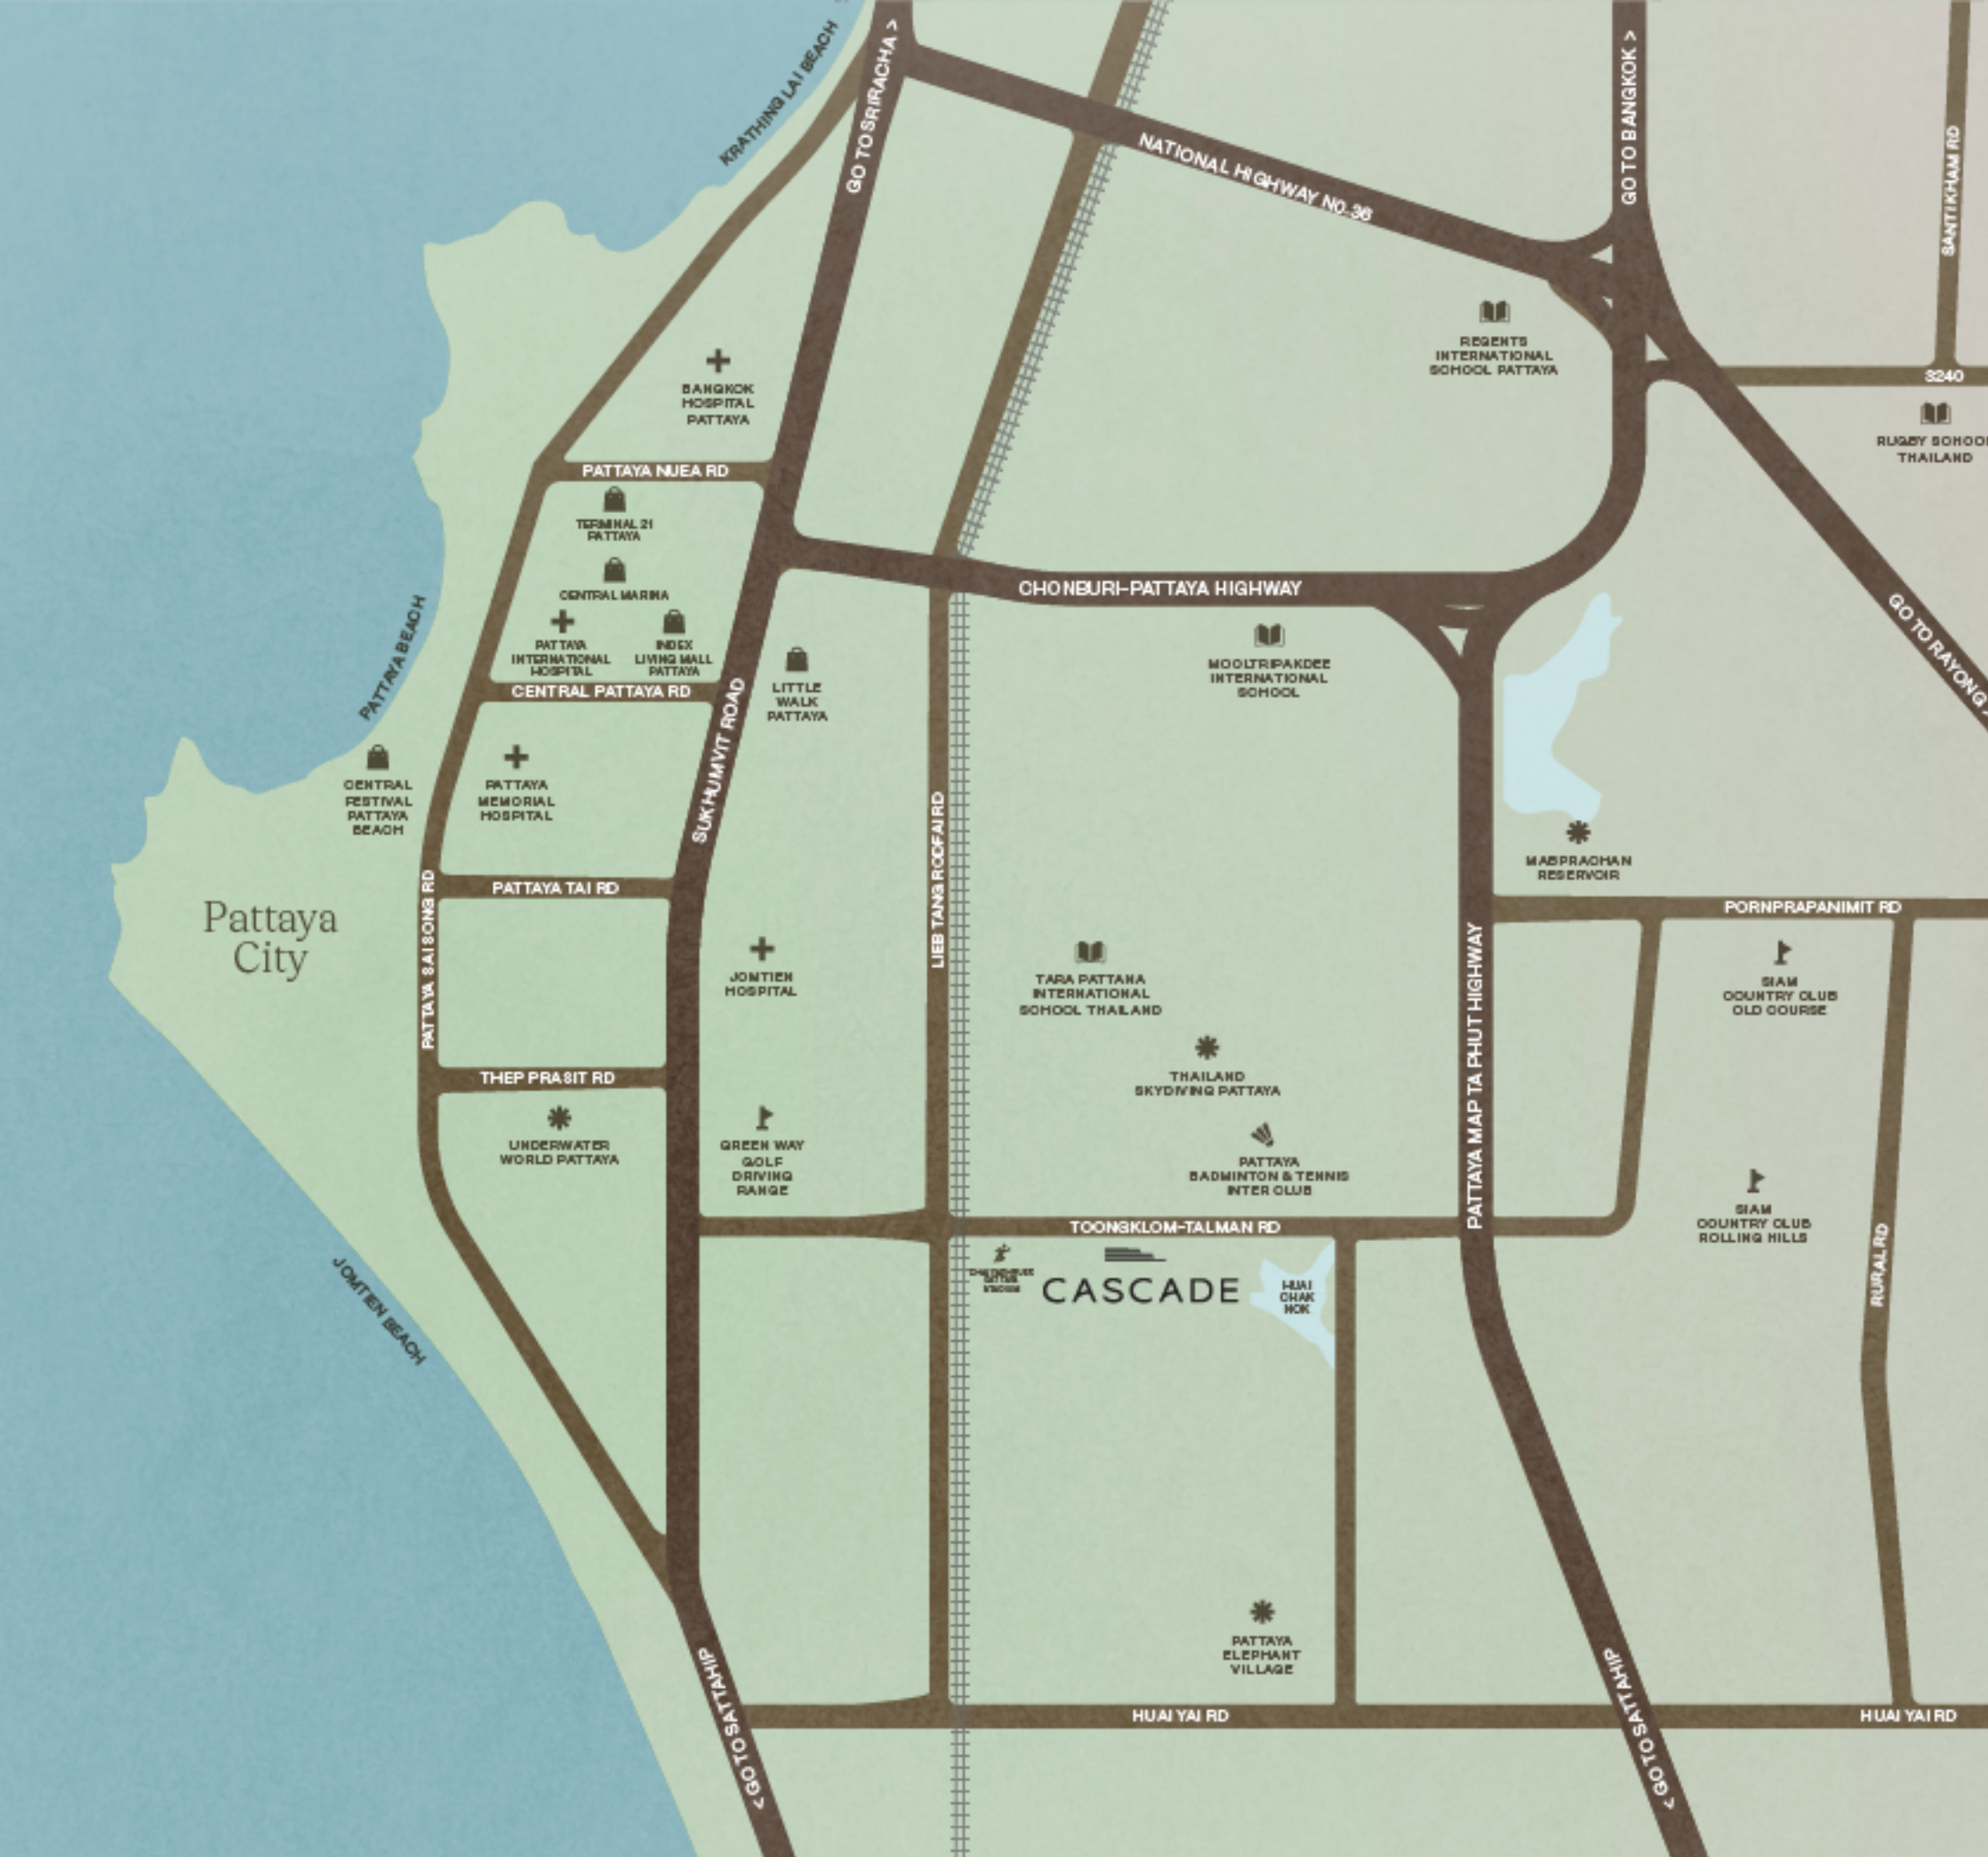 KRATHING LAI BEACH
GO TO SRIRACHA >
NATIONAL HIGHWAY NO.36
GO TO BANGKOK >
SANTIKHAM RD
REGENTS
INTERNATIONAL
SCHOOL PATTAYA
3240
RUGBY SCHOOL
THAILAND
BANGKOK
HOSPITAL
PATTAYA
PATTAYA NUEA RD
TERMINAL 21
PATTAYA
CENTRAL MARINA
PATTAYA
INTERNATIONAL
HOSPITAL
INDEX
LIVING MALL
PATTAYA
CENTRAL PATTAYA RD
CHONBURI-PATTAYA HIGHWAY
GO TO RAYONG >
PATTAYA BEACH
LITTLE
WALK
PATTAYA
MOOLTRIPAKDEE
INTERNATIONAL
SCHOOL
SUKHUMVIT ROAD
CENTRAL
FESTIVAL
PATTAYA
BEACH
PATTAYA
MEMORIAL
HOSPITAL
LIEB TANG RODFAI RD
MABPRACHAN
RESERVOIR
PATTAYA TAI RD
PORNPRAPANIMIT RD
Pattaya
City
PATTAYA SAI SONG RD
JOMTIEN
HOSPITAL
TARA PATTANA
INTERNATIONAL
SCHOOL THAILAND
PATTAYA MAP TA PHUT HIGHWAY
SIAM
COUNTRY CLUB
OLD COURSE
THAILAND
SKYDIVING PATTAYA
THEP PRASIT RD
UNDERWATER
WORLD PATTAYA
GREEN WAY
GOLF
DRIVING
RANGE
PATTAYA
BADMINTON & TENNIS
INTER CLUB
SIAM
COUNTRY CLUB
ROLLING HILLS
TOONGKLOM-TALMAN RD
RURAL RD
JOMTIEN BEACH
CASCADE
HUAI
CHAK
NOK
PATTAYA
ELEPHANT
VILLAGE
< GO TO SATTAHIP
HUAI YAI RD
< GO TO SATTAHIP
HUAI YAI RD